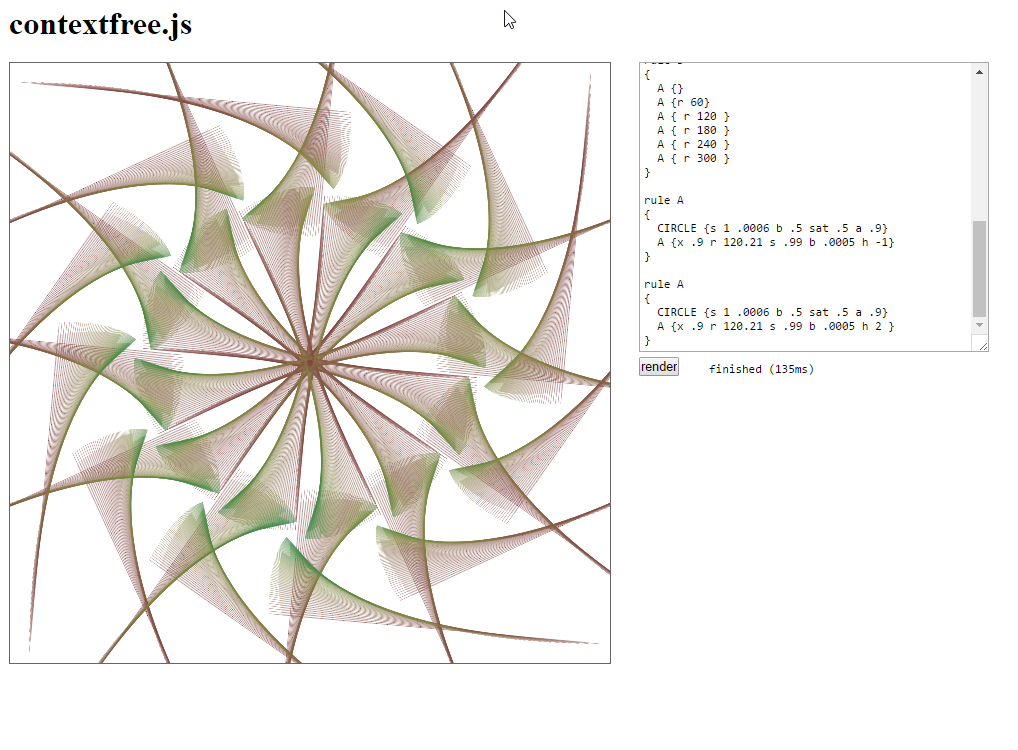 contextfree.js
{
A {}
A {r 60}
A { r 120 }
A { r 180 }
A { r 240 }
A { r 300 }
}
rule A
{
CIRCLE {s 1 .0006 b .5 sat .5 a .9}
A {x .9 r 120.21 s .99 b .0005 h -1}
}
rule A
{
CIRCLE {s 1 .0006 b .5 sat .5 a .9}
A {x .9 r 120.21 s .99 b .0005 h 2 }
}
render
finished (135ms)